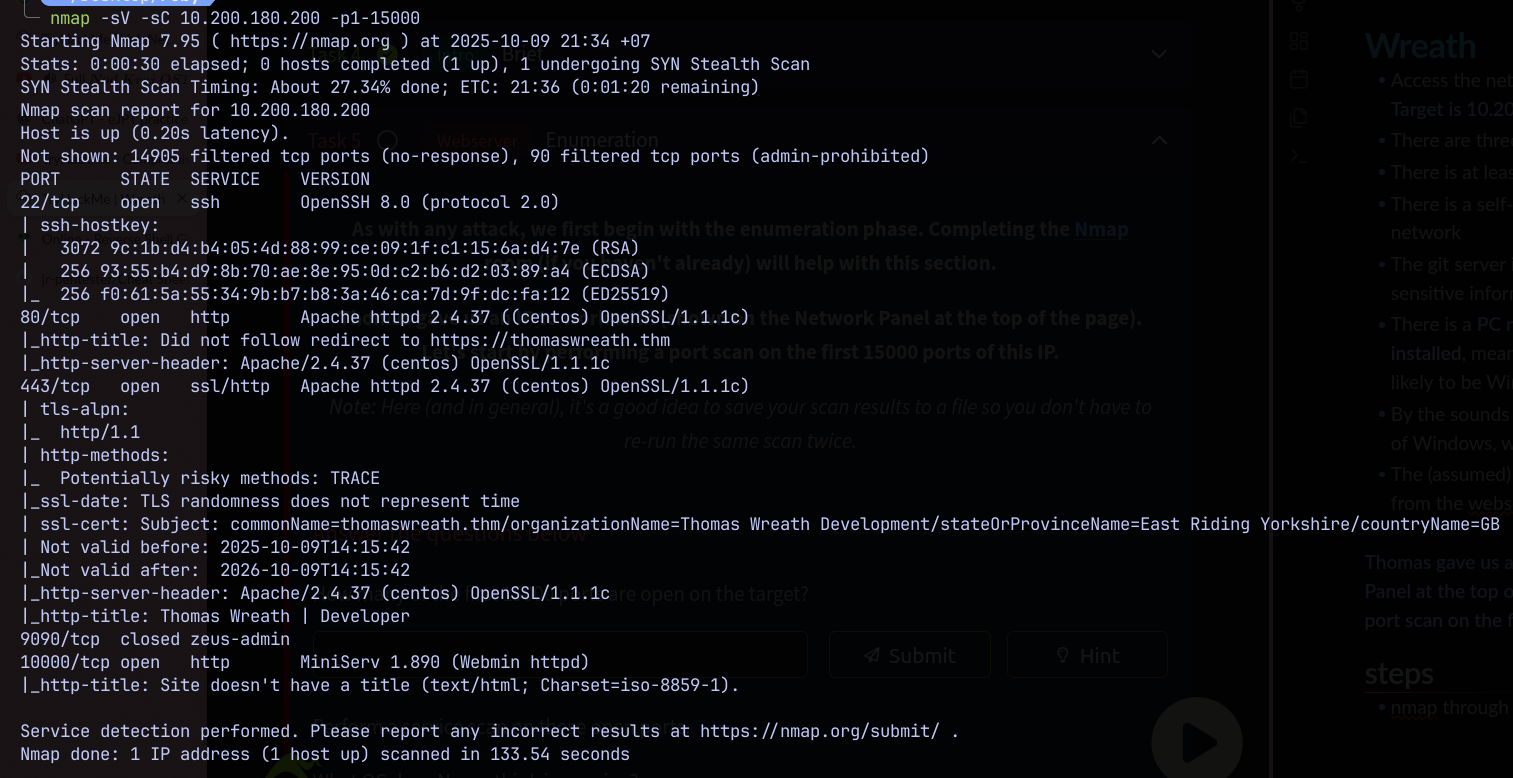 nmap -sV -sC 10.200.180.200 -p1-15000
Starting Nmap 7.95 ( https://nmap.org ) at 2025-10-09 21:34 +07
Stats: 0:00:30 elapsed; 0 hosts completed (1 up), 1 undergoing SYN Stealth Scan
SYN Stealth Scan Timing: About 27.34% done; ETC: 21:36 (0:01:20 remaining)
Nmap scan report for 10.200.180.200
Host is up (0.20s latency).
Not shown: 14905 filtered tcp ports (no-response), 90 filtered tcp ports (admin-prohibited)
PORT      STATE  SERVICE    VERSION
22/tcp    open   ssh        OpenSSH 8.0 (protocol 2.0)
| ssh-hostkey:
|   3072 9c:1b:d4:b4:05:4d:88:99:ce:09:1f:c1:15:6a:d4:7e (RSA)
|   256 93:55:b4:d9:8b:70:ae:8e:95:0d:c2:b6:d2:03:89:a4 (ECDSA)
|_  256 f0:61:5a:55:34:9b:b7:b8:3a:46:ca:7d:9f:dc:fa:12 (ED25519)
80/tcp    open   http       Apache httpd 2.4.37 ((centos) OpenSSL/1.1.1c)
|_http-title: Did not follow redirect to https://thomaswreath.thm
|_http-server-header: Apache/2.4.37 (centos) OpenSSL/1.1.1c
443/tcp   open   ssl/http   Apache httpd 2.4.37 ((centos) OpenSSL/1.1.1c)
| tls-alpn:
|_  http/1.1
| http-methods:
|_  Potentially risky methods: TRACE
|_ssl-date: TLS randomness does not represent time
| ssl-cert: Subject: commonName=thomaswreath.thm/organizationName=Thomas Wreath Development/stateOrProvinceName=East Riding Yorkshire/countryName=GB
| Not valid before: 2025-10-09T14:15:42
|_Not valid after:  2026-10-09T14:15:42
|_http-server-header: Apache/2.4.37 (centos) OpenSSL/1.1.1c
|_http-title: Thomas Wreath | Developer
9090/tcp  closed zeus-admin
10000/tcp open   http       MiniServ 1.890 (Webmin httpd)
|_http-title: Site doesn't have a title (text/html; Charset=iso-8859-1).
Service detection performed. Please report any incorrect results at https://nmap.org/submit/ .
Nmap done: 1 IP address (1 host up) scanned in 133.54 seconds
Task 5 Webserver Enumeration
As with any attack, we first begin with the enumeration phase. Completing the Nmap
room (if you haven't already) will help with this section.
the Network Panel at the top of the page).
Let's start by performing a port scan on the first 15000 ports of this IP.
Note: Here (and in general), it's a good idea to save your scan results to a file so you don't have to
re-run the same scan twice.
Answer the questions below
are open on the target?
Submit
Hint
Wreath
Access the net
Target is 10.20
There are thre
There is at leas
There is a self-
network
The git server
sensitive infor
There is a PC r
installed, mear
likely to be Wi
By the sounds
of Windows, w
The (assumed)
from the webs
Thomas gave us a
Panel at the top o
port scan on the f
steps
nmap through